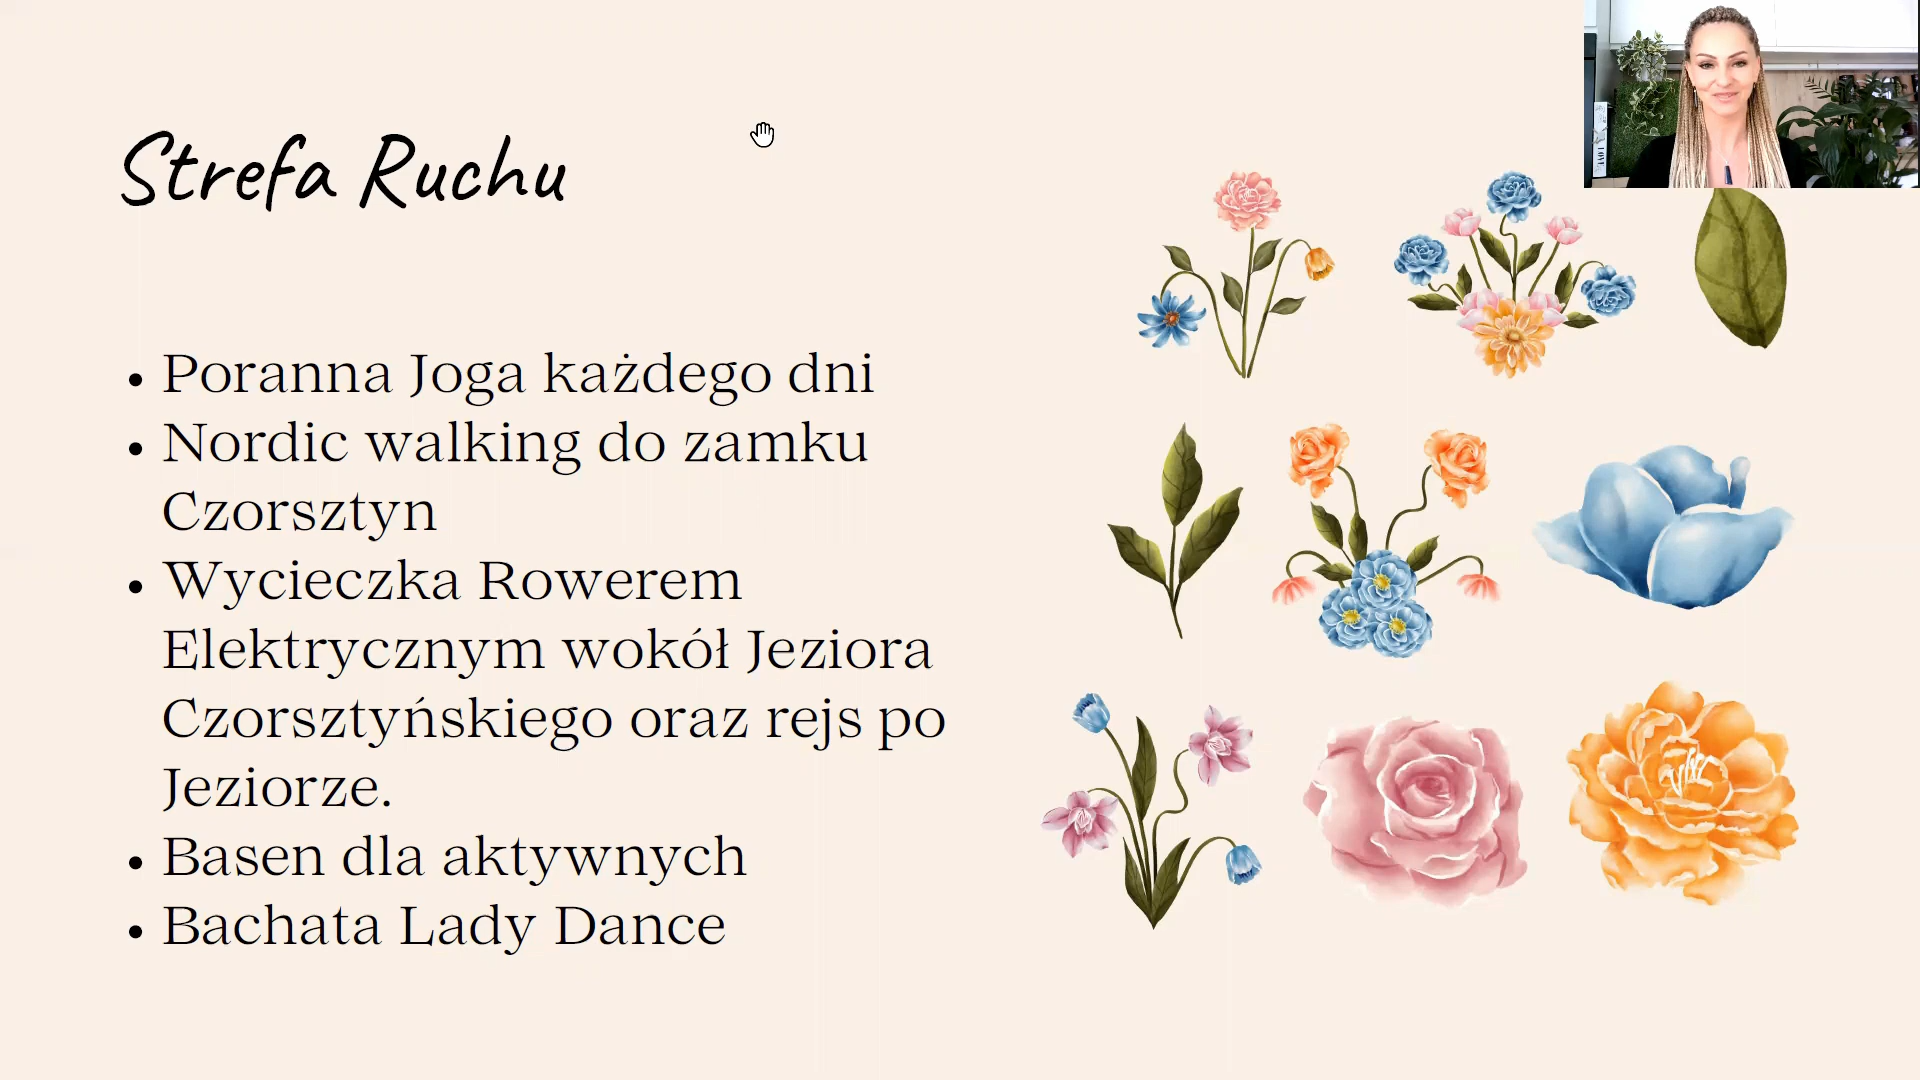 Strefa Ruchu
Poranna Joga każdego dni
Nordic walking do zamku
Czorsztyn
Wycieczka Rowerem
Elektrycznym wokół Jeziora
Czorsztyńskiego oraz rejs po
Jeziorze.
Basen dla aktywnych
Bachata Lady Dance
LOVE